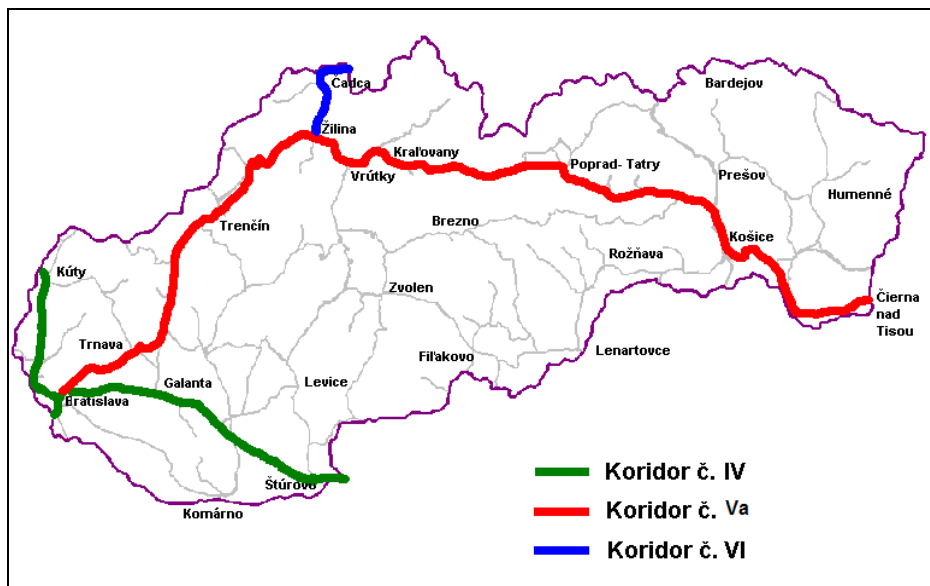 Čadca
Bardejov
Žilina
Kraľovany
Poprad- Tatry
Vrútky
Prešov
Humenné
Brezno
Trenčín
Košice
Rožňava
Kúty
Zvolen
Čierna
nad
Tisou
Trnava
Fiľakovo
Lenartovce
Galanta
Levice
Bratislava
Štúrovo
Komárno
Koridor č. IV
Koridor č. Va
Koridor č. VI